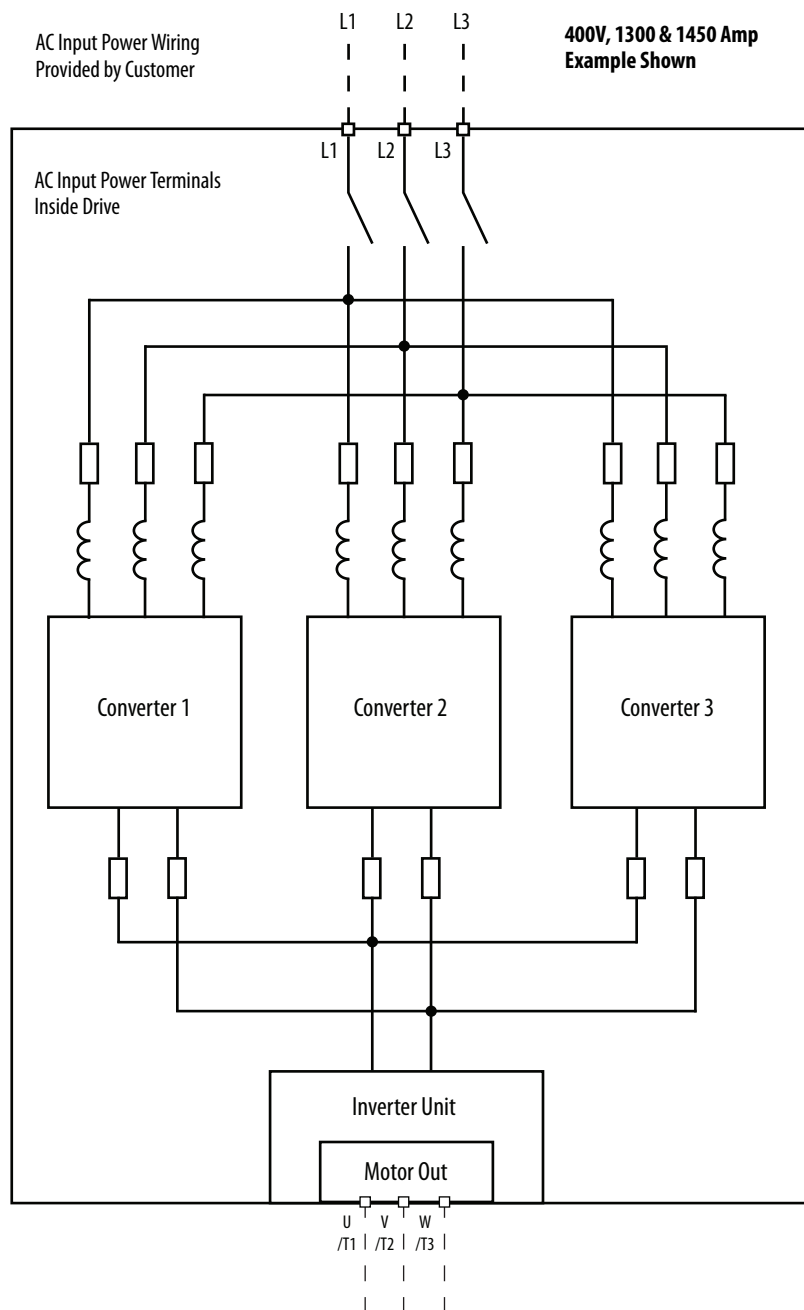 AC Input Power Wiring
Provided by Customer
L1
L2
L3
400V, 1300 & 1450 Amp
Example Shown
L1
L2
L3
AC Input Power Terminals
Inside Drive
Converter 1
Converter 2
Converter 3
Inverter Unit
Motor Out
U
/T1
V
/T2
W
/T3